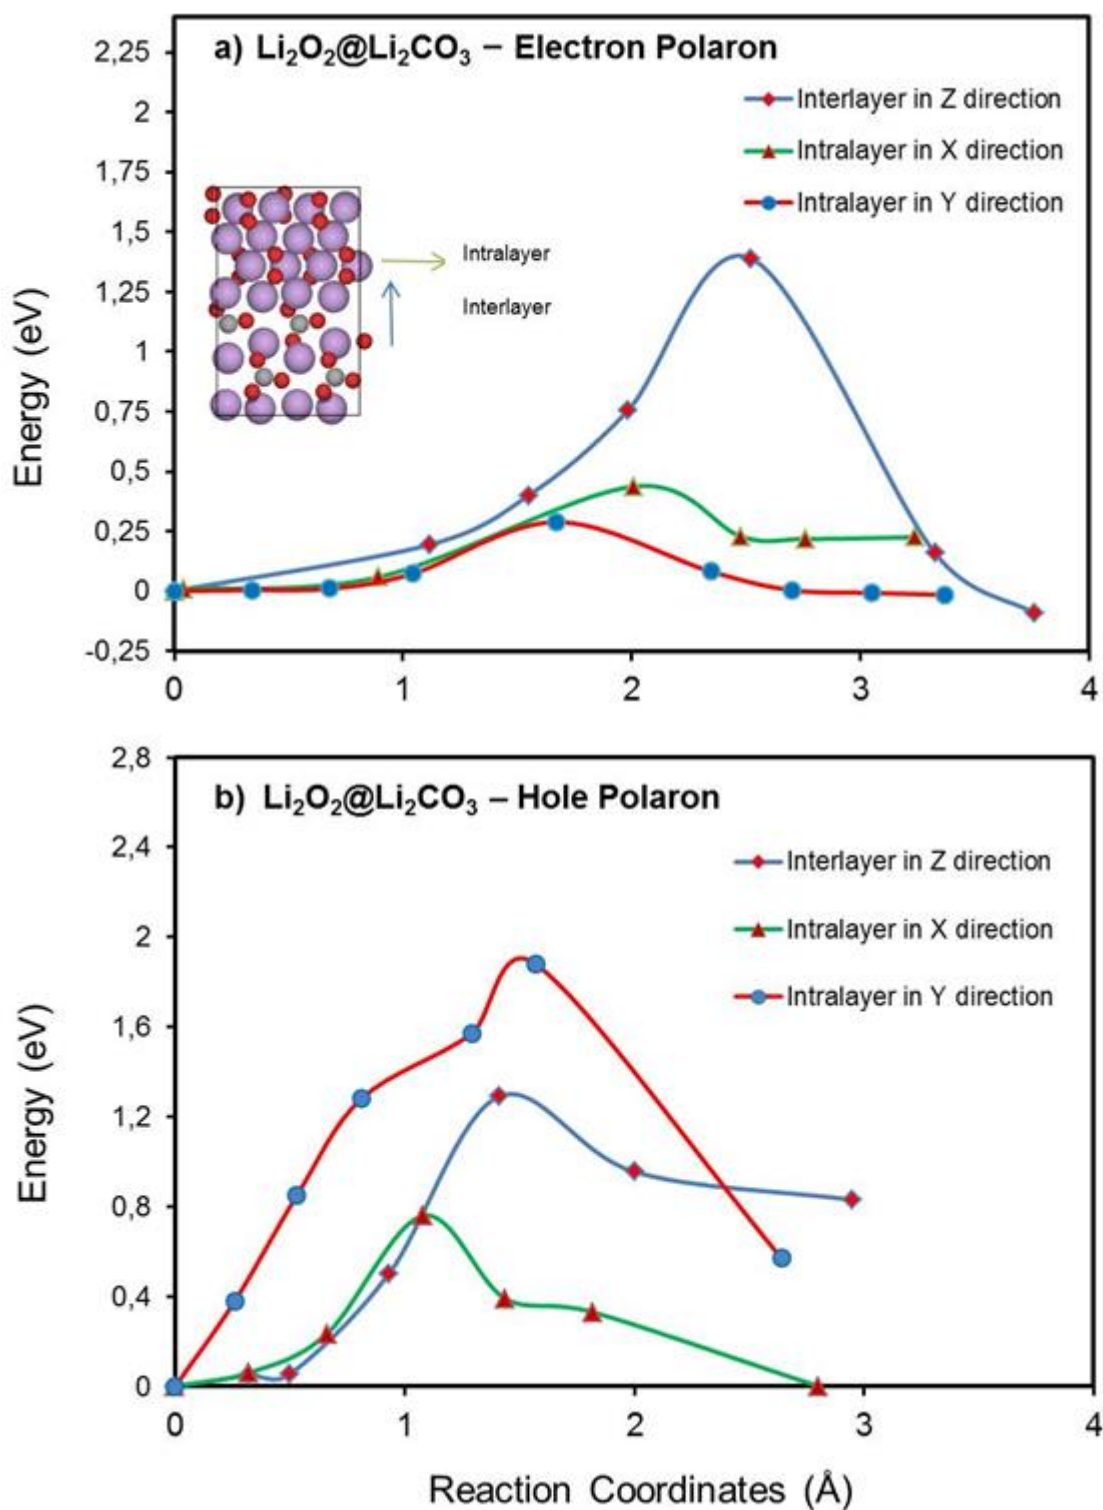 a) Li₂O₂@Li₂CO₃ – Electron Polaron
Interlayer in Z direction
Intralayer in X direction
Intralayer in Y direction
Intralayer
Interlayer
Energy (eV)
2,25
2
1,75
1,5
1,25
1
0,75
0,5
0,25
0
-0,25
0 1 2 3 4
b) Li₂O₂@Li₂CO₃ – Hole Polaron
Interlayer in Z direction
Intralayer in X direction
Intralayer in Y direction
Energy (eV)
2,8
2,4
2
1,6
1,2
0,8
0,4
0
0 1 2 3 4
Reaction Coordinates (Å)